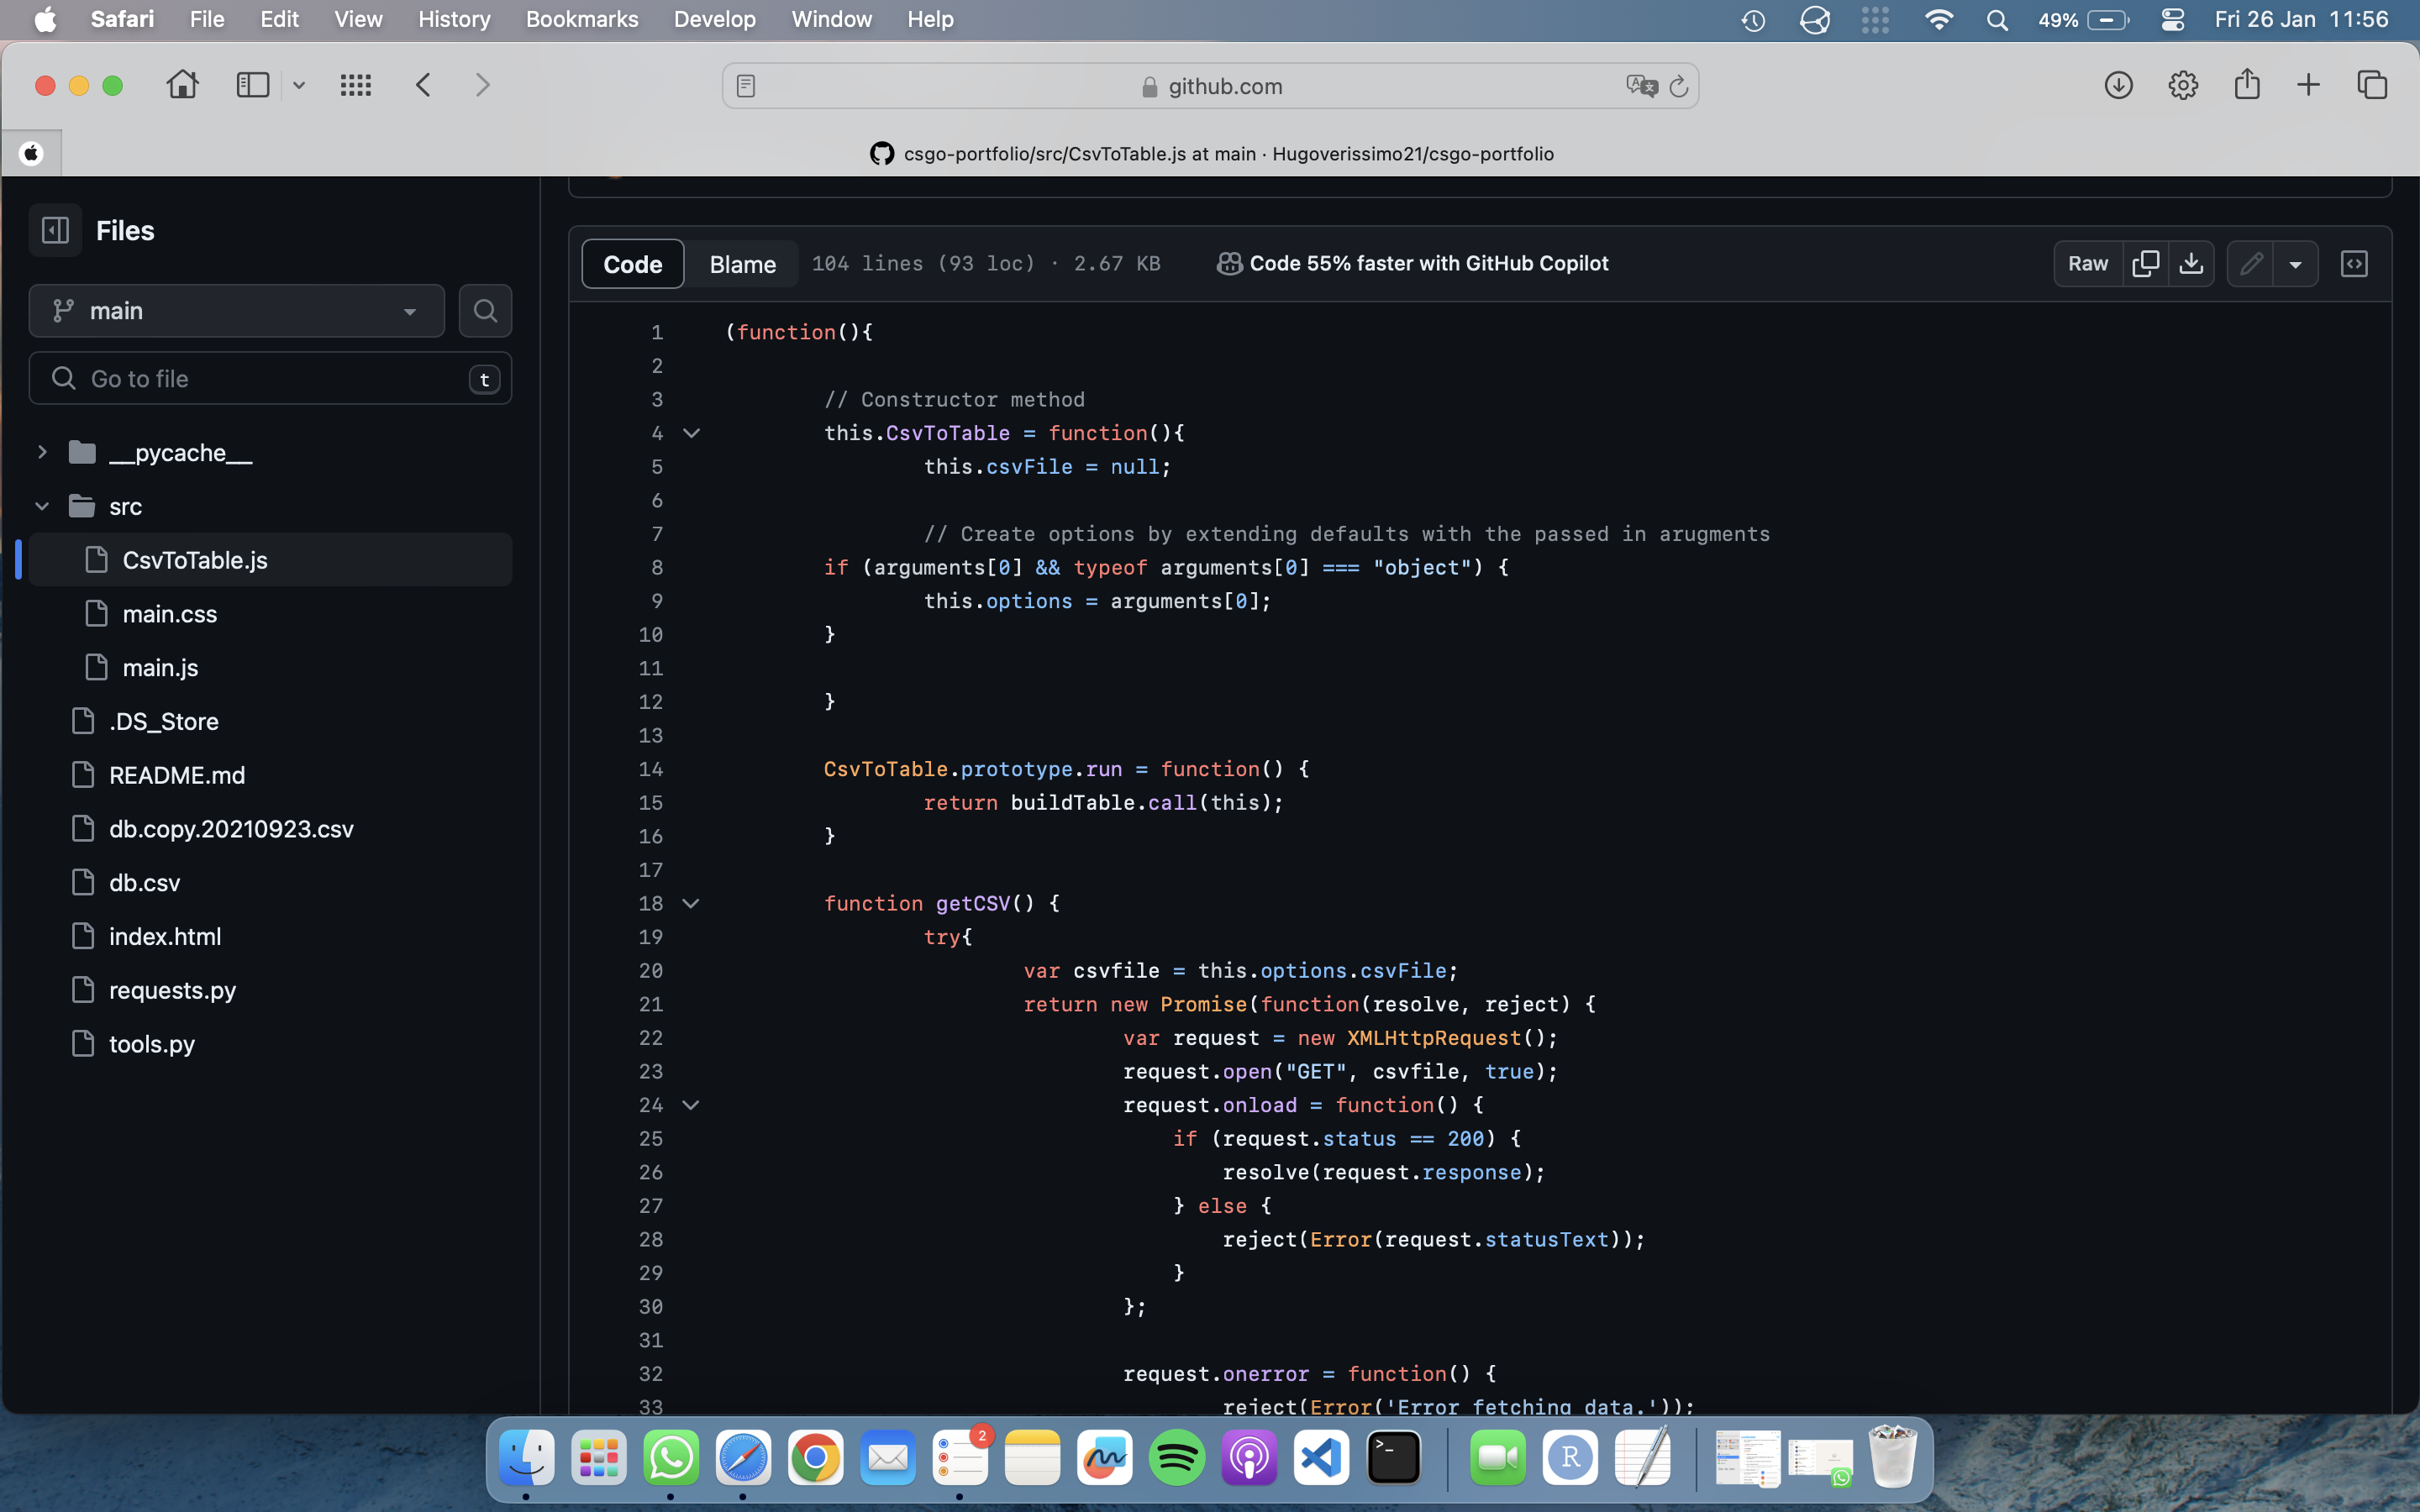 Safari File Edit View History Bookmarks Develop Window Help 49% Fri 26 Jan 11:56
github.com
csgo-portfolio/src/CsvToTable.js at main · Hugoverissimo21/csgo-portfolio
Files
main
Go to file t
__pycache__
src
CsvToTable.js
main.css
main.js
.DS_Store
README.md
db.copy.20210923.csv
db.csv
index.html
requests.py
tools.py
Code Blame 104 lines (93 loc) · 2.67 KB Code 55% faster with GitHub Copilot Raw
1 (function(){
2
3 // Constructor method
4 this.CsvToTable = function(){
5 this.csvFile = null;
6
7 // Create options by extending defaults with the passed in arugments
8 if (arguments[0] && typeof arguments[0] === "object") {
9 this.options = arguments[0];
10 }
11
12 }
13
14 CsvToTable.prototype.run = function() {
15 return buildTable.call(this);
16 }
17
18 function getCSV() {
19 try{
20 var csvfile = this.options.csvFile;
21 return new Promise(function(resolve, reject) {
22 var request = new XMLHttpRequest();
23 request.open("GET", csvfile, true);
24 request.onload = function() {
25 if (request.status == 200) {
26 resolve(request.response);
27 } else {
28 reject(Error(request.statusText));
29 }
30 };
31
32 request.onerror = function() {
33 reject(Error('Error fetching data.'));
2
>_
R